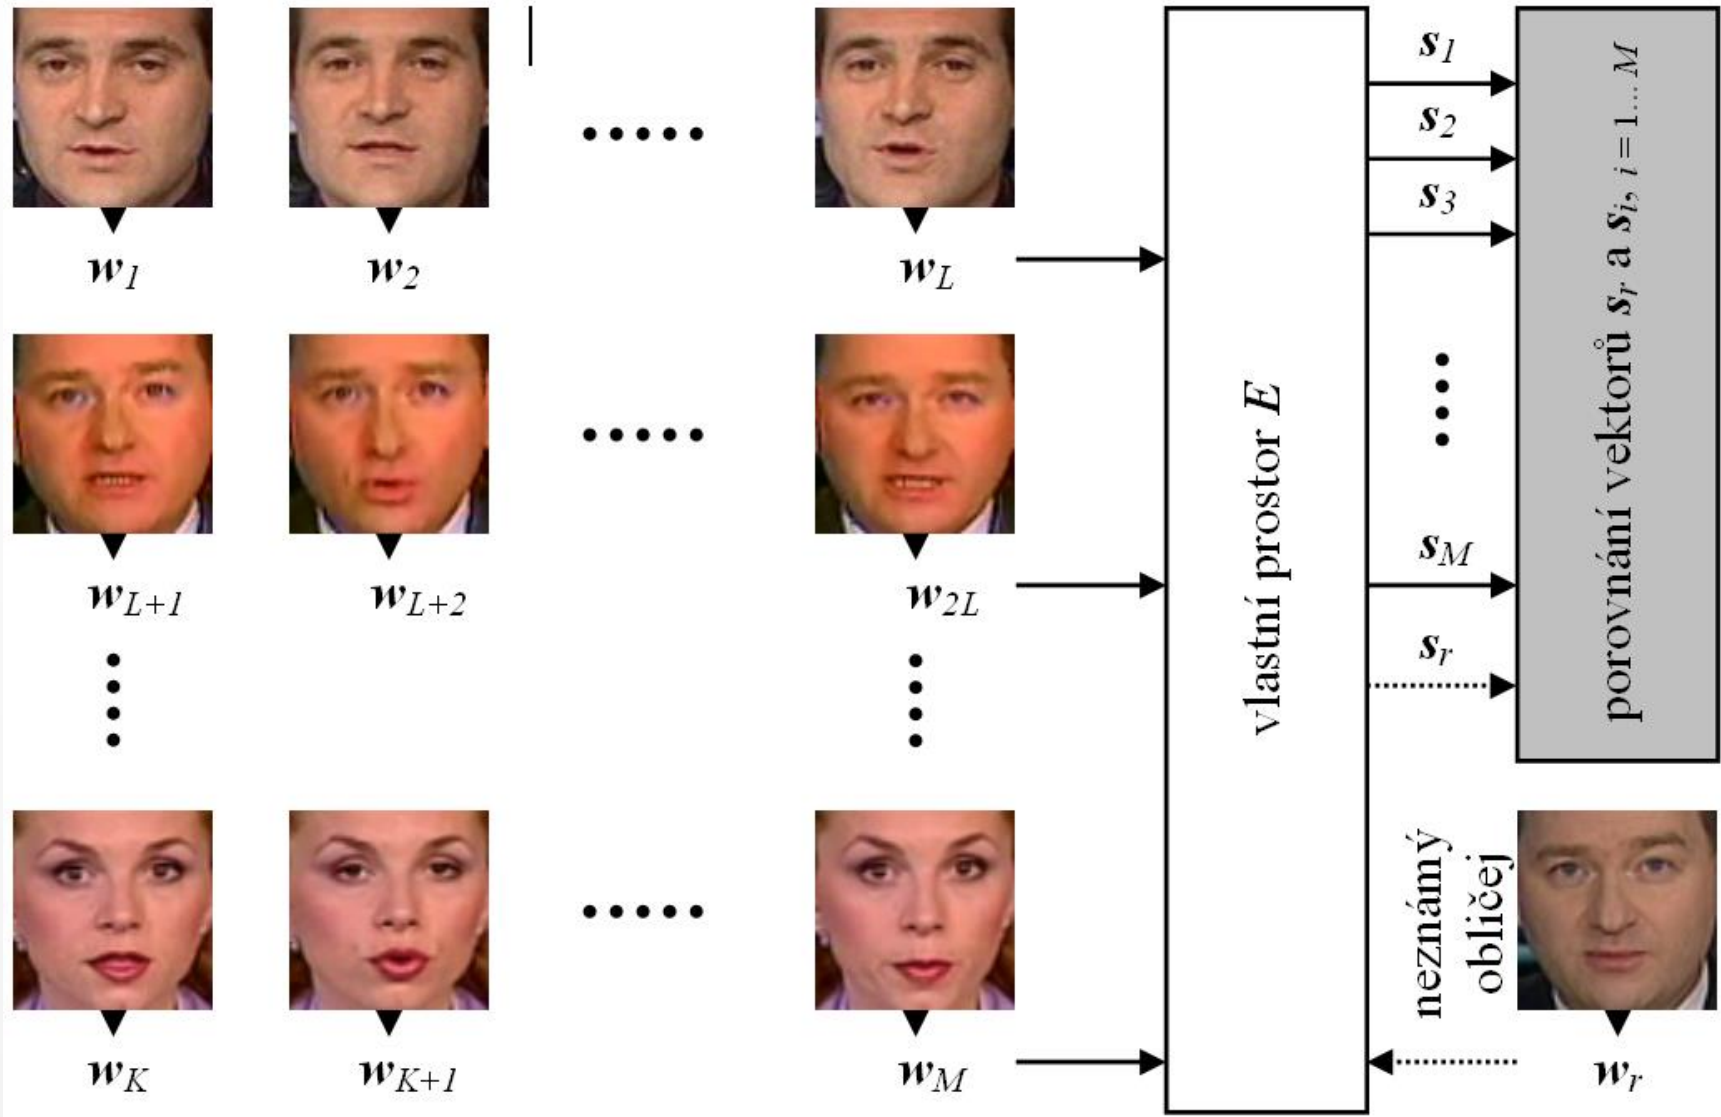 w1
w2
wL
wL+1
wL+2
w2L
wK
wK+1
wM
vlastní prostor E
s1
s2
s3
sM
sr
porovnání vektorů sr a si, i = 1.... M
neznámý
obličej
wr